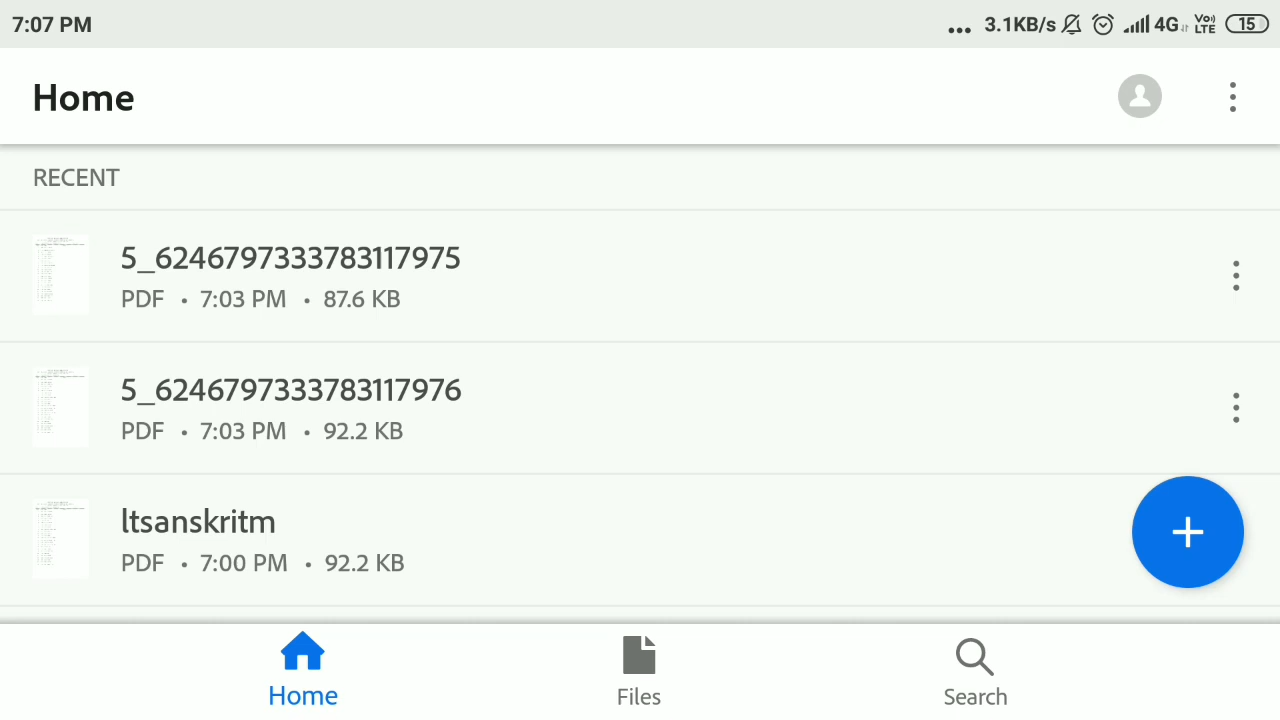 7:07 PM
... 3.1KB/s 4G Vo)) LTE 15
Home
RECENT
5_6246797333783117975
PDF • 7:03 PM • 87.6 KB
5_6246797333783117976
PDF • 7:03 PM • 92.2 KB
ltsanskritm
PDF • 7:00 PM • 92.2 KB
Home
Files
Search